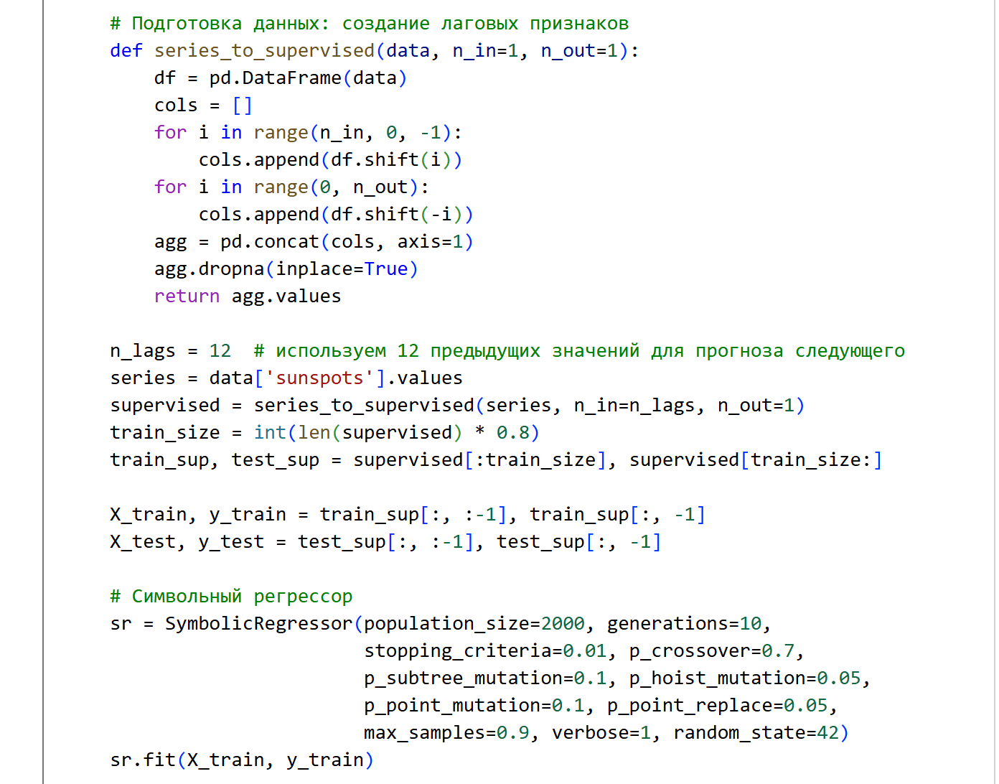 # Подготовка данных: создание лаговых признаков
def series_to_supervised(data, n_in=1, n_out=1):
    df = pd.DataFrame(data)
    cols = []
    for i in range(n_in, 0, -1):
        cols.append(df.shift(i))
    for i in range(0, n_out):
        cols.append(df.shift(-i))
    agg = pd.concat(cols, axis=1)
    agg.dropna(inplace=True)
    return agg.values

n_lags = 12  # используем 12 предыдущих значений для прогноза следующего
series = data['sunspots'].values
supervised = series_to_supervised(series, n_in=n_lags, n_out=1)
train_size = int(len(supervised) * 0.8)
train_sup, test_sup = supervised[:train_size], supervised[train_size:]

X_train, y_train = train_sup[:, :-1], train_sup[:, -1]
X_test, y_test = test_sup[:, :-1], test_sup[:, -1]

# Символьный регрессор
sr = SymbolicRegressor(population_size=2000, generations=10,
                       stopping_criteria=0.01, p_crossover=0.7,
                       p_subtree_mutation=0.1, p_hoist_mutation=0.05,
                       p_point_mutation=0.1, p_point_replace=0.05,
                       max_samples=0.9, verbose=1, random_state=42)
sr.fit(X_train, y_train)